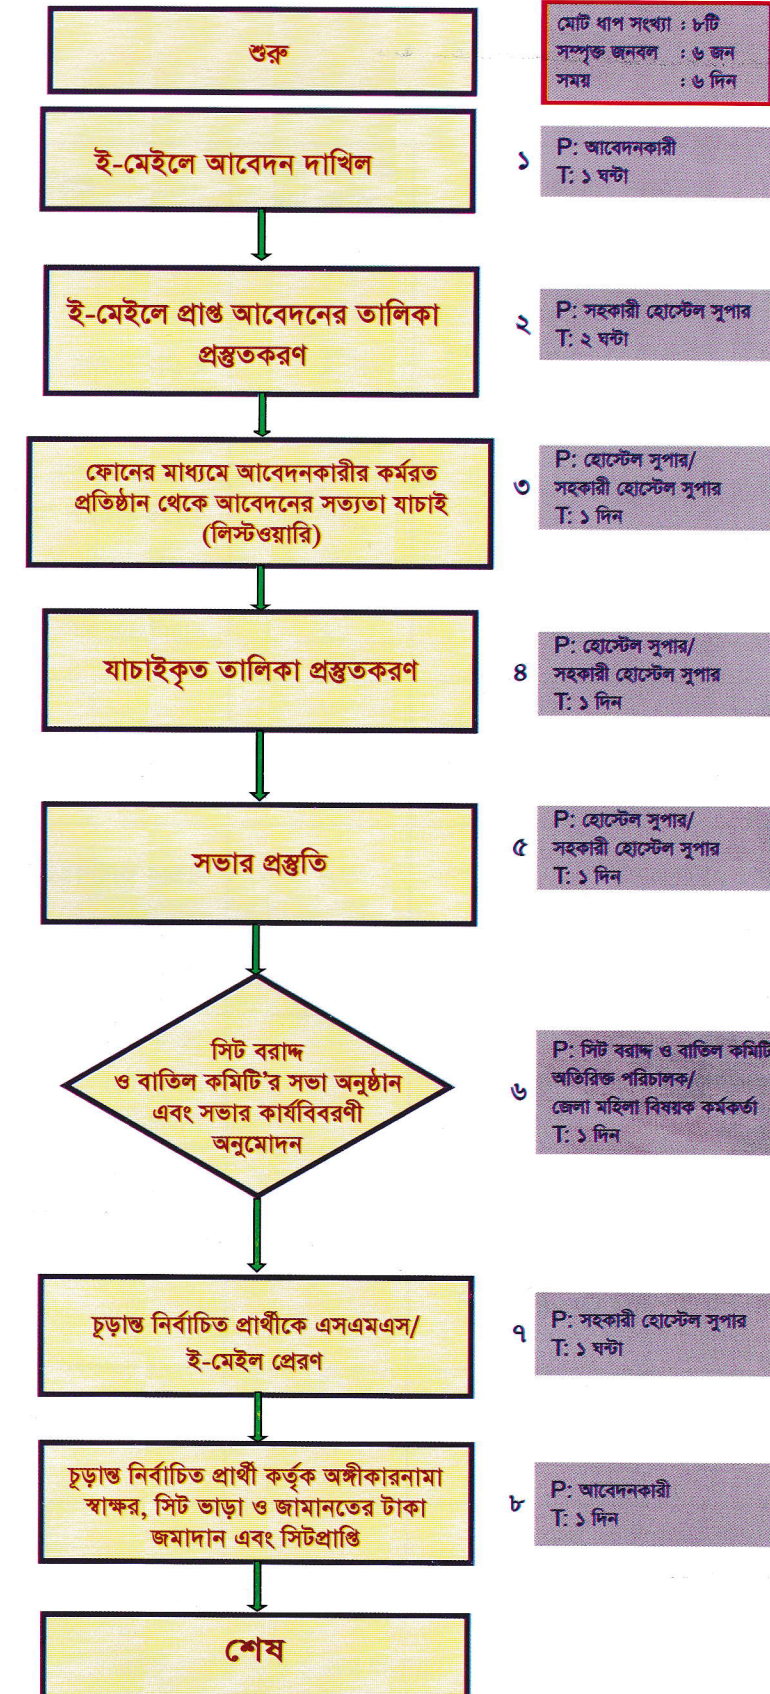 শুরু
মোট ধাপ সংখ্যা : ৮টি
সম্পৃক্ত জনবল : ৬ জন
সময় : ৬ দিন
ই-মেইলে আবেদন দাখিল
১
P: আবেদনকারী
T: ১ ঘন্টা
ই-মেইলে প্রাপ্ত আবেদনের তালিকা
প্রস্তুতকরণ
২
P: সহকারী হোস্টেল সুপার
T: ২ ঘন্টা
ফোনের মাধ্যমে আবেদনকারীর কর্মরত
প্রতিষ্ঠান থেকে আবেদনের সত্যতা যাচাই
(লিস্টওয়ারি)
৩
P: হোস্টেল সুপার/
সহকারী হোস্টেল সুপার
T: ১ দিন
যাচাইকৃত তালিকা প্রস্তুতকরণ
৪
P: হোস্টেল সুপার/
সহকারী হোস্টেল সুপার
T: ১ দিন
সভার প্রস্তুতি
৫
P: হোস্টেল সুপার/
সহকারী হোস্টেল সুপার
T: ১ দিন
সিট বরাদ্দ
ও বাতিল কমিটি'র সভা অনুষ্ঠান
এবং সভার কার্যবিবরণী
অনুমোদন
৬
P: সিট বরাদ্দ ও বাতিল কমিটি
অতিরিক্ত পরিচালক/
জেলা মহিলা বিষয়ক কর্মকর্তা
T: ১ দিন
চূড়ান্ত নির্বাচিত প্রার্থীকে এসএমএস/
ই-মেইল প্রেরণ
৭
P: সহকারী হোস্টেল সুপার
T: ১ ঘন্টা
চূড়ান্ত নির্বাচিত প্রার্থী কর্তৃক অঙ্গীকারনামা
স্বাক্ষর, সিট ভাড়া ও জামানতের টাকা
জমাদান এবং সিটপ্রাপ্তি
৮
P: আবেদনকারী
T: ১ দিন
শেষ